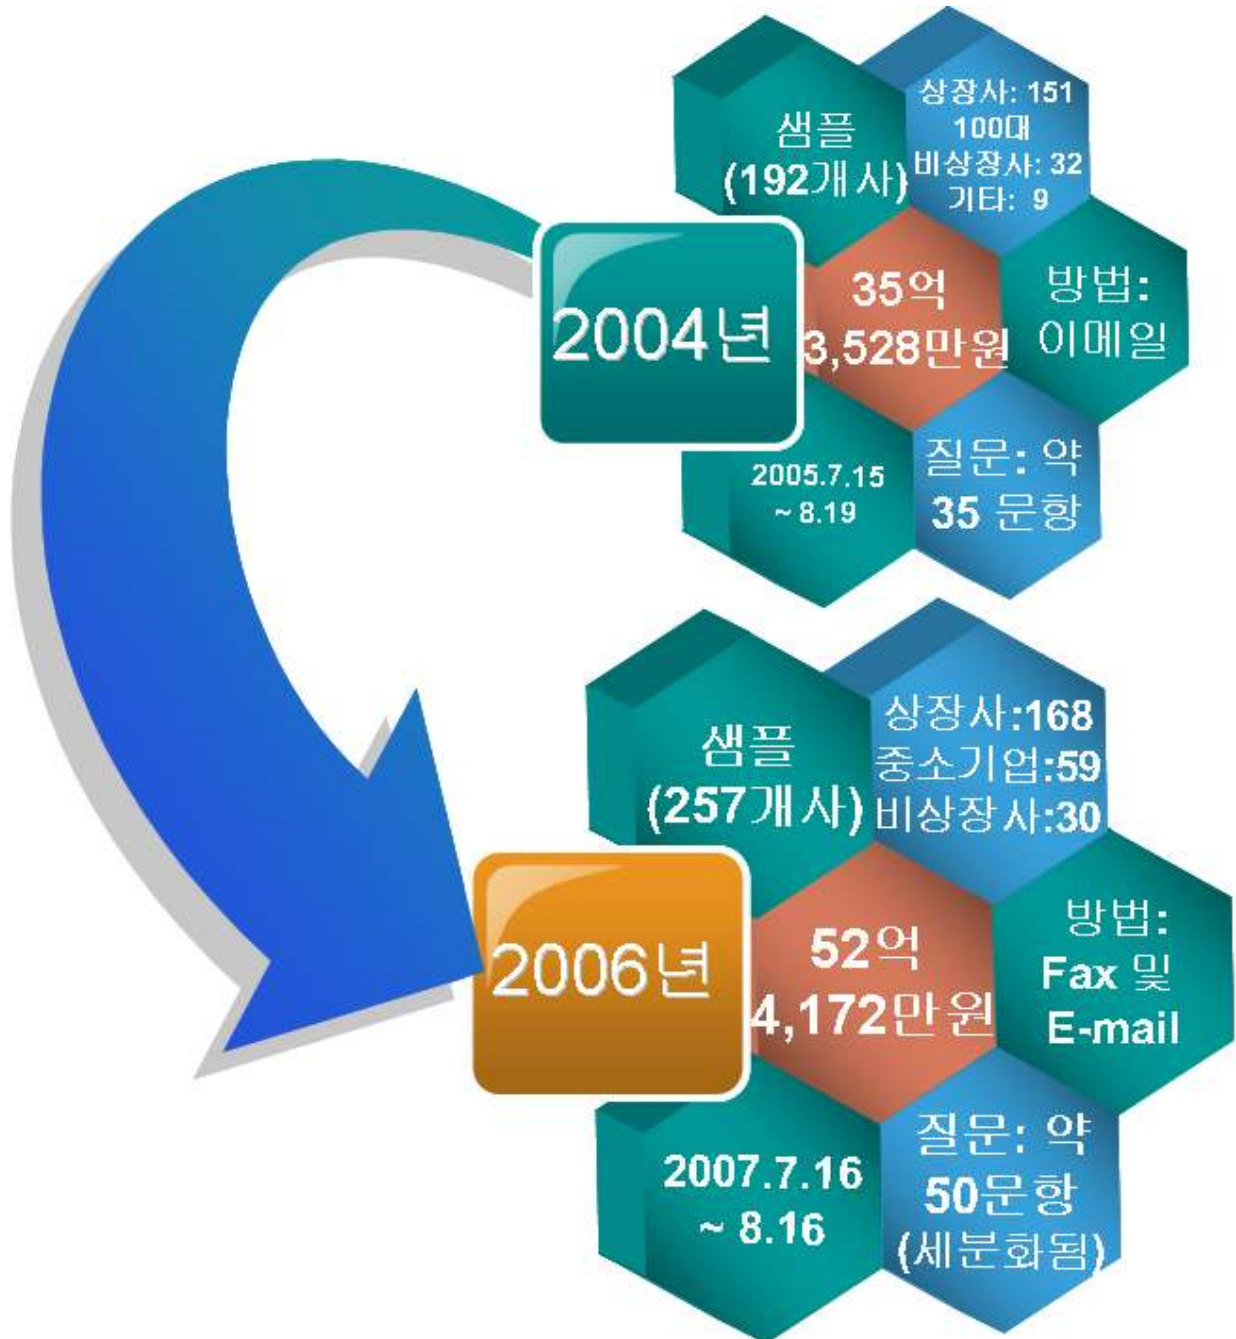 샘플
(192개사)
상장사: 151
100대
비상장사: 32
기타: 9
2004년
35억
3,528만원
방법:
이메일
2005.7.15
~ 8.19
질문: 약
35 문항
샘플
(257개사)
상장사:168
중소기업:59
비상장사:30
2006년
52억
4,172만원
방법:
Fax 및
E-mail
2007.7.16
~ 8.16
질문: 약
50문항
(세분화됨)